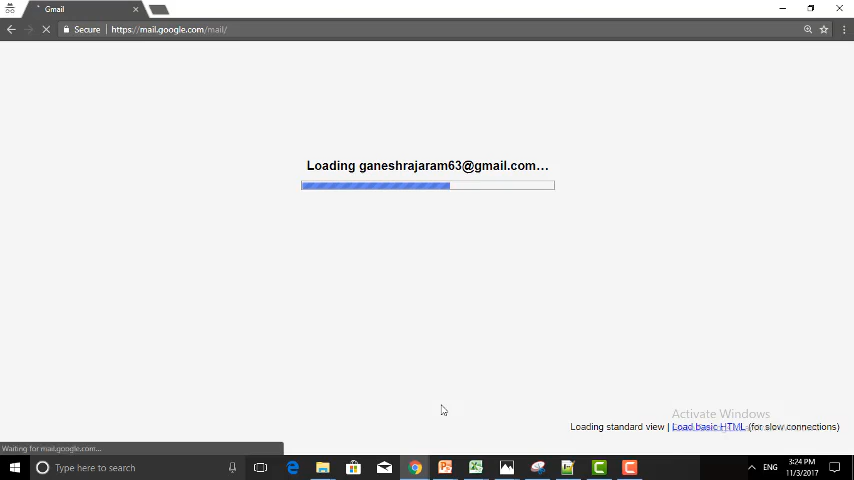 Gmail
Secure
https://mail.google.com/mail/
Loading ganeshrajaram63@gmail.com...
Activate Windows
Loading standard view | Load basic HTML (for slow connections)
Waiting for mail.google.com...
Type here to search
ENG
3:24 PM
11/3/2017